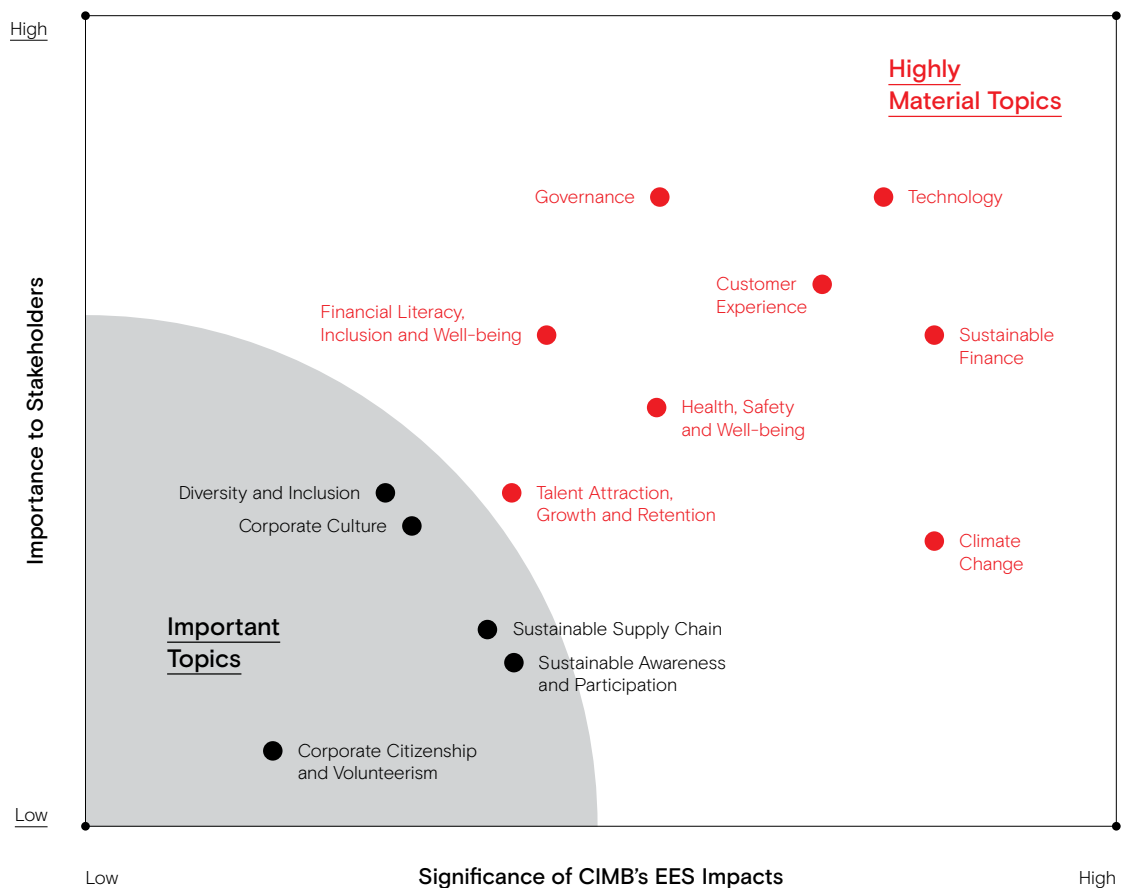 High
Highly
Material Topics
Governance
Technology
Customer
Experience
Financial Literacy,
Inclusion and Well-being
Sustainable
Finance
Health, Safety
and Well-being
Diversity and Inclusion
Talent Attraction,
Growth and Retention
Corporate Culture
Climate
Change
Importance to Stakeholders
Important
Topics
Sustainable Supply Chain
Sustainable Awareness
and Participation
Corporate Citizenship
and Volunteerism
Low
Low
Significance of CIMB's EES Impacts
High